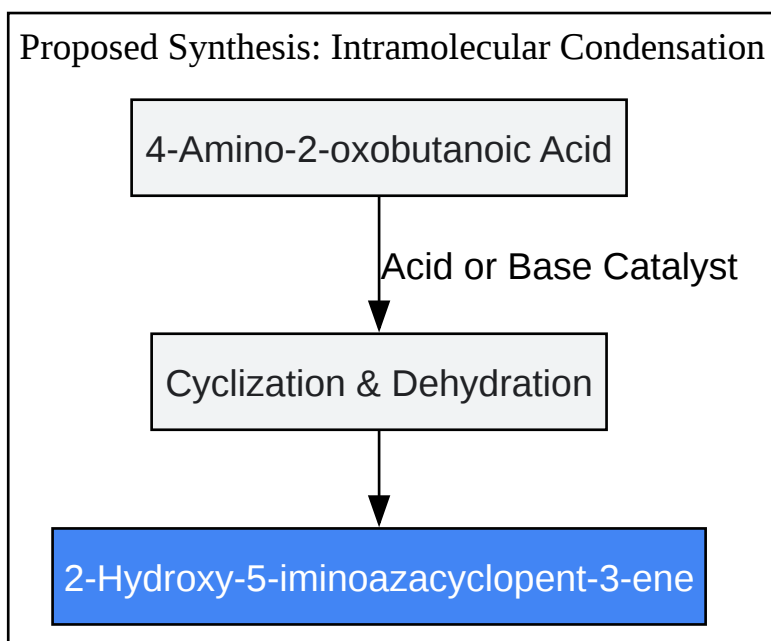 Proposed Synthesis: Intramolecular Condensation
4-Amino-2-oxobutanoic Acid
Acid or Base Catalyst
Cyclization & Dehydration
2-Hydroxy-5-iminoazacyclopent-3-ene